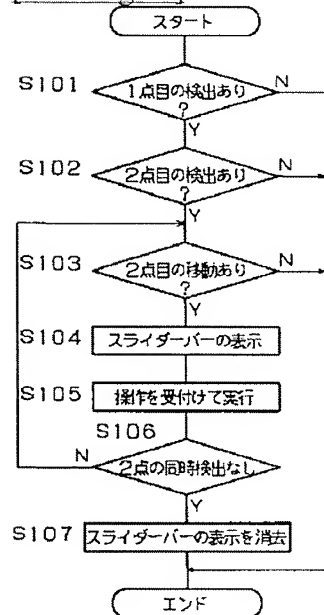 スタート
S101
1点目の検出あり
?
N
Y
S102
2点目の検出あり
?
N
Y
S103
2点目の移動あり
?
N
Y
S104
スライダーバーの表示
S105
操作を受付けて実行
S106
2点の同時検出なし
N
Y
S107
スライダーバーの表示を消去
エンド